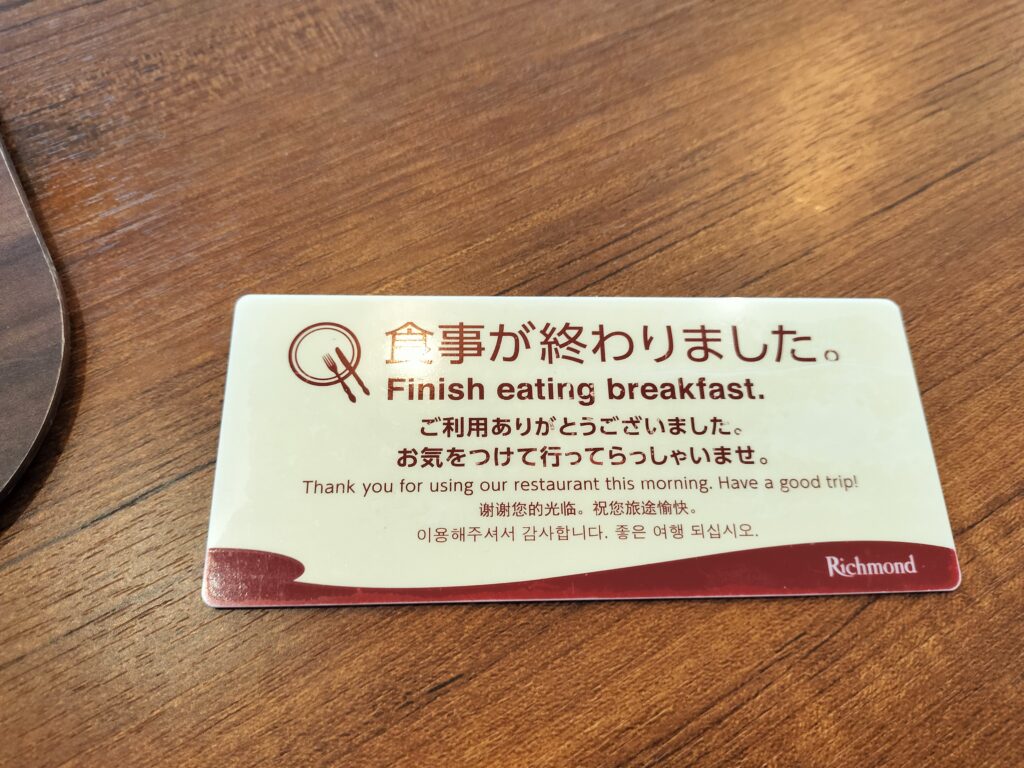 食事が終わりました。
Finish eating breakfast.
ご利用ありがとうございました。
お気をつけて行ってらっしゃいませ。
Thank you for using our restaurant this morning. Have a good trip!
谢谢您的光临。祝您旅途愉快。
이용해주셔서 감사합니다. 좋은 여행 되십시오.
Richmond